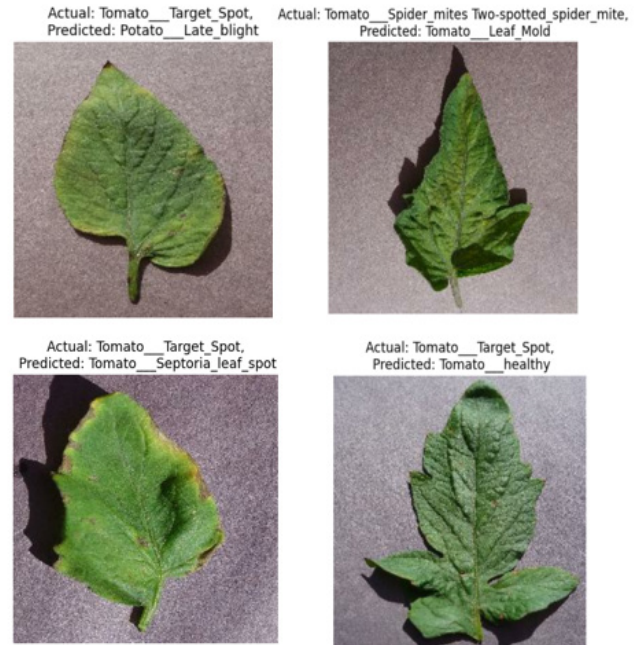 Actual: Tomato___Target_Spot,
Predicted: Potato___Late_blight
Actual: Tomato___Spider_mites Two-spotted_spider_mite,
Predicted: Tomato___Leaf_Mold
Actual: Tomato___Target_Spot,
Predicted: Tomato___Septoria_leaf_spot
Actual: Tomato___Target_Spot,
Predicted: Tomato___healthy